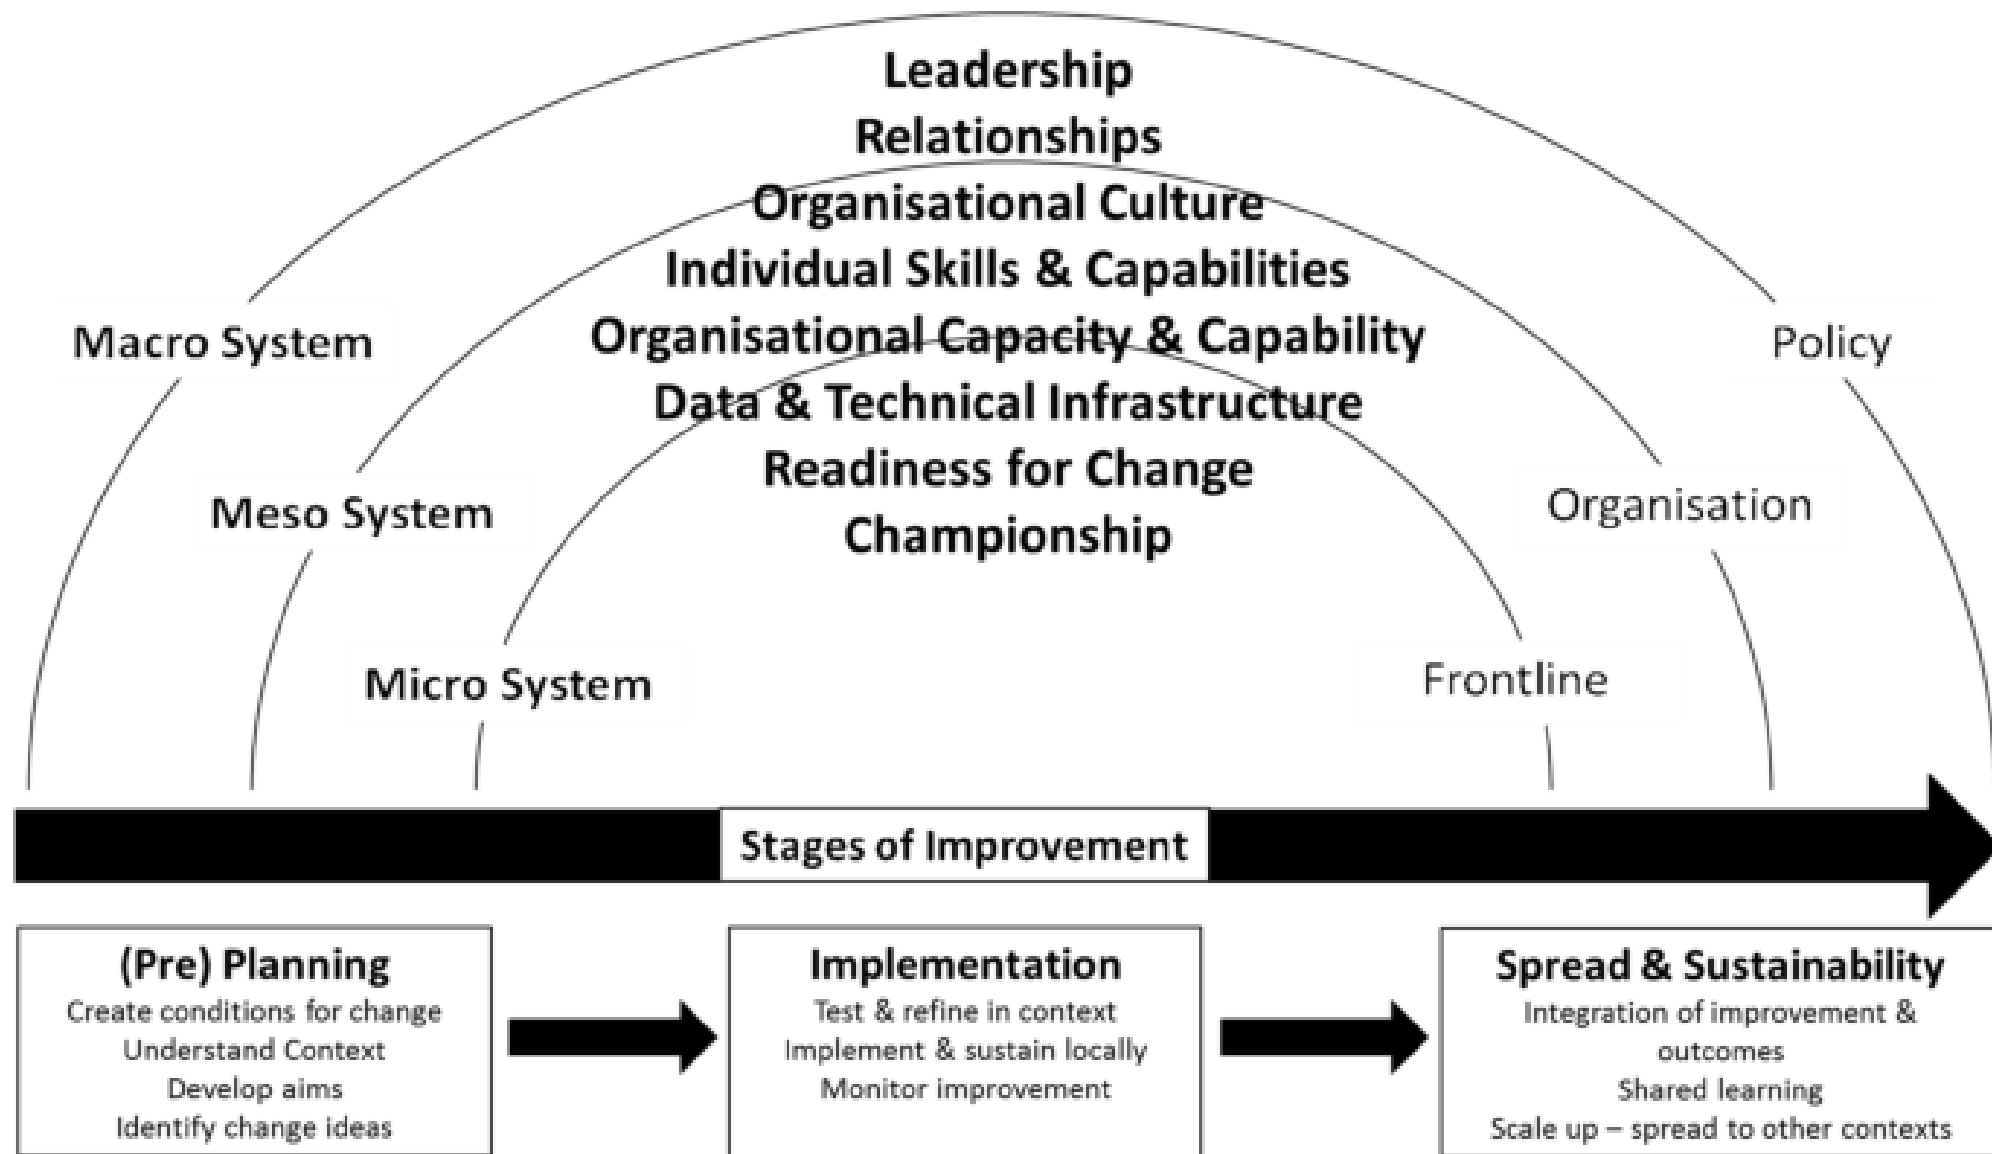 Leadership
Relationships
Organisational Culture
Individual Skills & Capabilities
Organisational Capacity & Capability
Data & Technical Infrastructure
Readiness for Change
Championship
Macro System
Policy
Meso System
Organisation
Micro System
Frontline
Stages of Improvement
(Pre) Planning
Create conditions for change
Understand Context
Develop aims
Identify change ideas
Implementation
Test & refine in context
Implement & sustain locally
Monitor improvement
Spread & Sustainability
Integration of improvement &
outcomes
Shared learning
Scale up – spread to other contexts